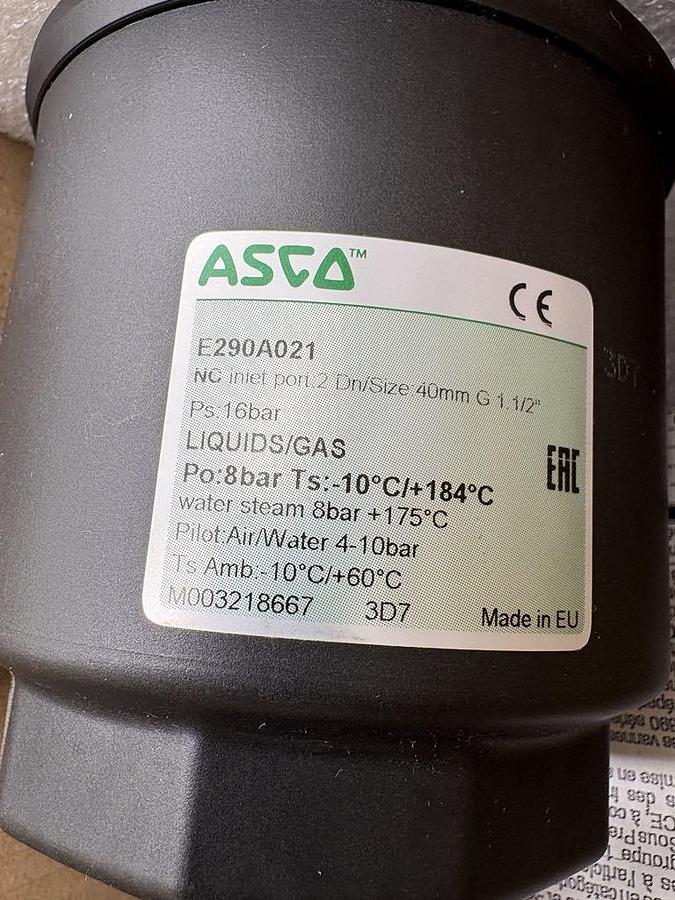 ASCO™
CE
E290A021
NC inlet port:2 Dn/Size:40mm G 1.1/2"
Ps:16bar
LIQUIDS/GAS
EAC
Po:8bar Ts:-10°C/+184°C
water steam 8bar +175°C
Pilot:Air/Water 4-10bar
Ts Amb:-10°C/+60°C
M003218667 3D7 Made in EU
3D7